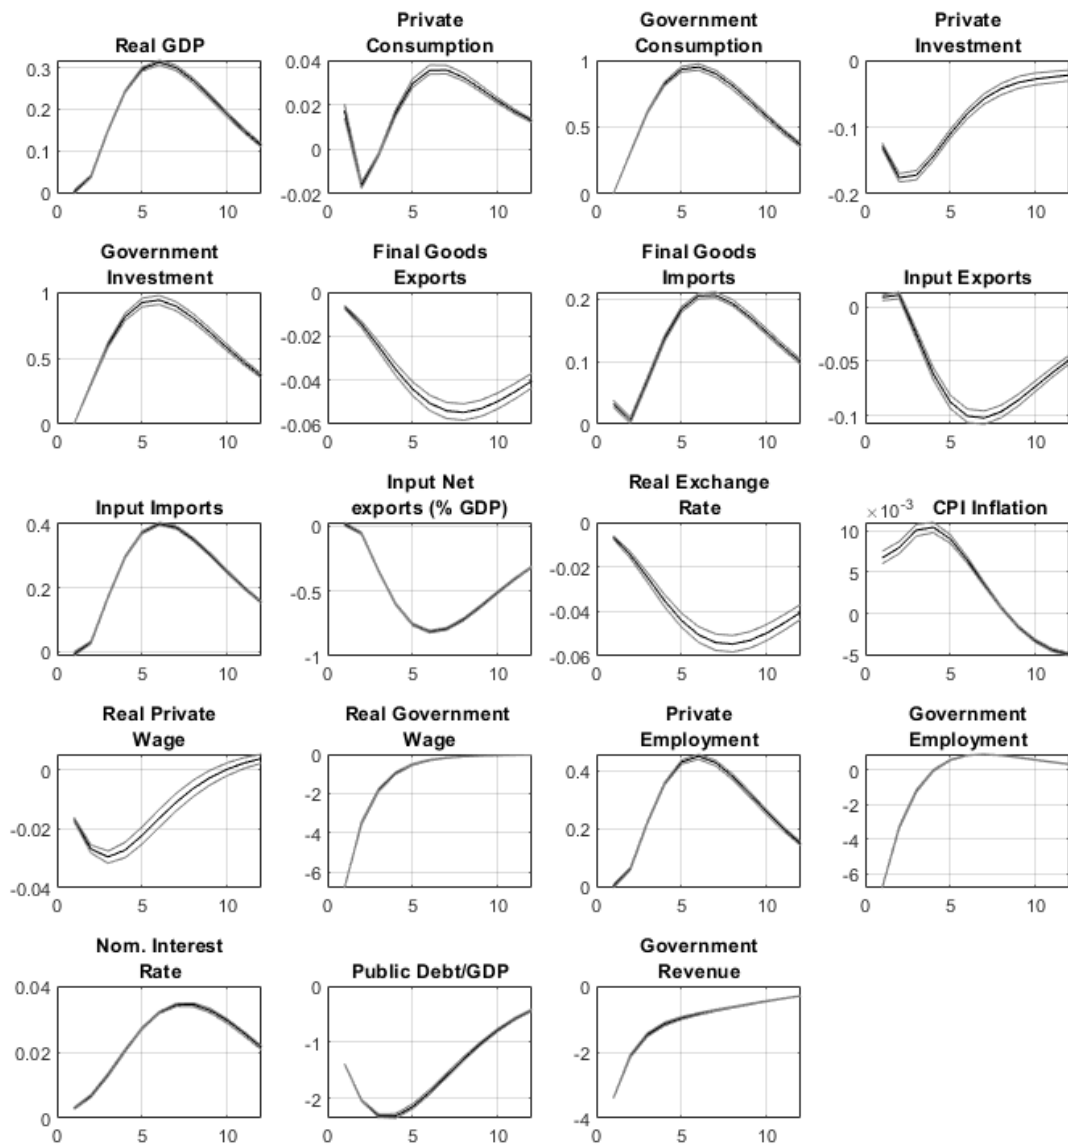 Real GDP
0.3
0.2
0.1
0
0 5 10
Private
Consumption
0.04
0.02
0
-0.02
0 5 10
Government
Consumption
1
0.5
0
0 5 10
Private
Investment
0
-0.1
-0.2
0 5 10
Government
Investment
1
0.5
0
0 5 10
Final Goods
Exports
0
-0.02
-0.04
-0.06
0 5 10
Final Goods
Imports
0.2
0.1
0
0 5 10
Input Exports
0
-0.05
-0.1
0 5 10
Input Imports
0.4
0.2
0
0 5 10
Input Net
exports (% GDP)
0
-0.5
-1
0 5 10
Real Exchange
Rate
0
-0.02
-0.04
-0.06
0 5 10
×10⁻³ CPI Inflation
10
5
0
-5
0 5 10
Real Private
Wage
0
-0.02
-0.04
0 5 10
Real Government
Wage
0
-2
-4
-6
0 5 10
Private
Employment
0.4
0.2
0
0 5 10
Government
Employment
0
-2
-4
-6
0 5 10
Nom. Interest
Rate
0.04
0.02
0
0 5 10
Public Debt/GDP
0
-1
-2
0 5 10
Government
Revenue
0
-2
-4
0 5 10